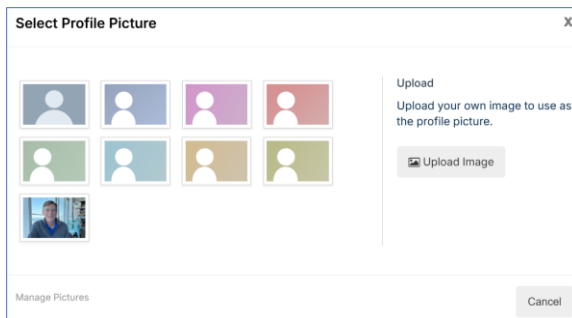 Select Profile Picture
X
Upload
Upload your own image to use as
the profile picture.
Upload Image
Manage Pictures
Cancel